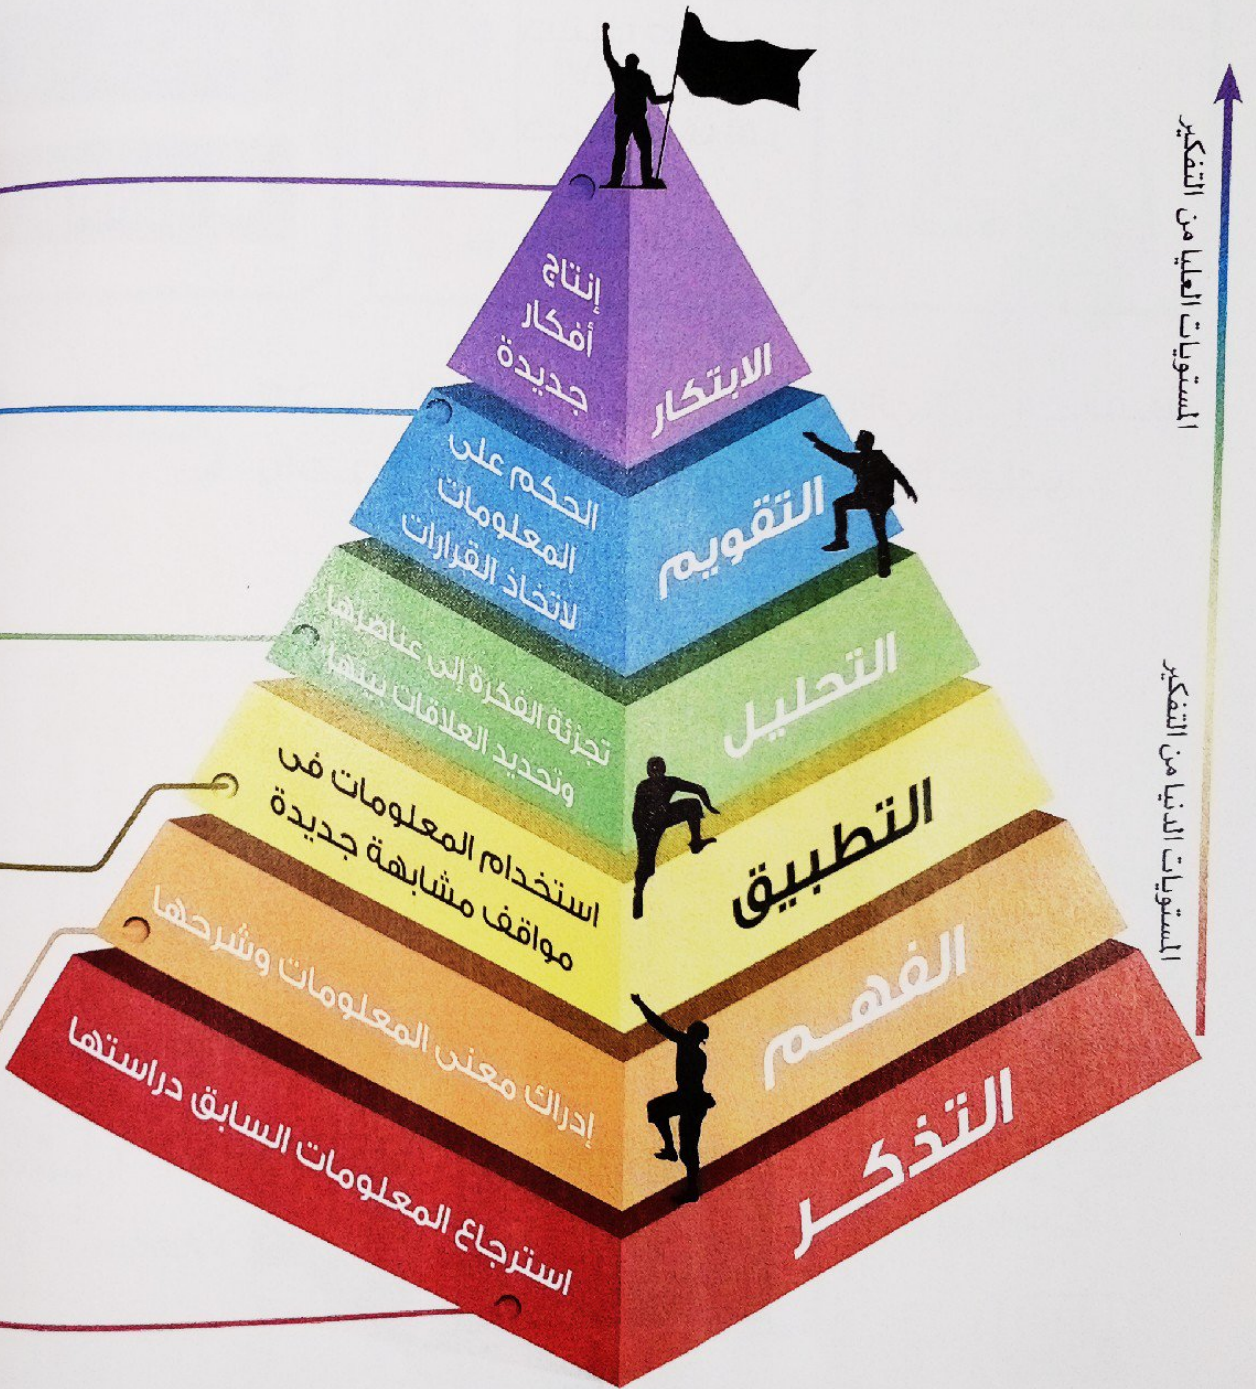 إنتاج
أفكار
جديدة
الابتكار
الحكم على
المعلومات
لاتخاذ القرارات
التقويم
تجزئة الفكرة إلى عناصرها
وتحديد العلاقات بينها
التحليل
استخدام المعلومات فى
مواقف مشابهة جديدة
التطبيق
إدراك معنى المعلومات وشرحها
الفهم
استرجاع المعلومات السابق دراستها
التذكر
المستويات العليا من التفكير
المستويات الدنيا من التفكير